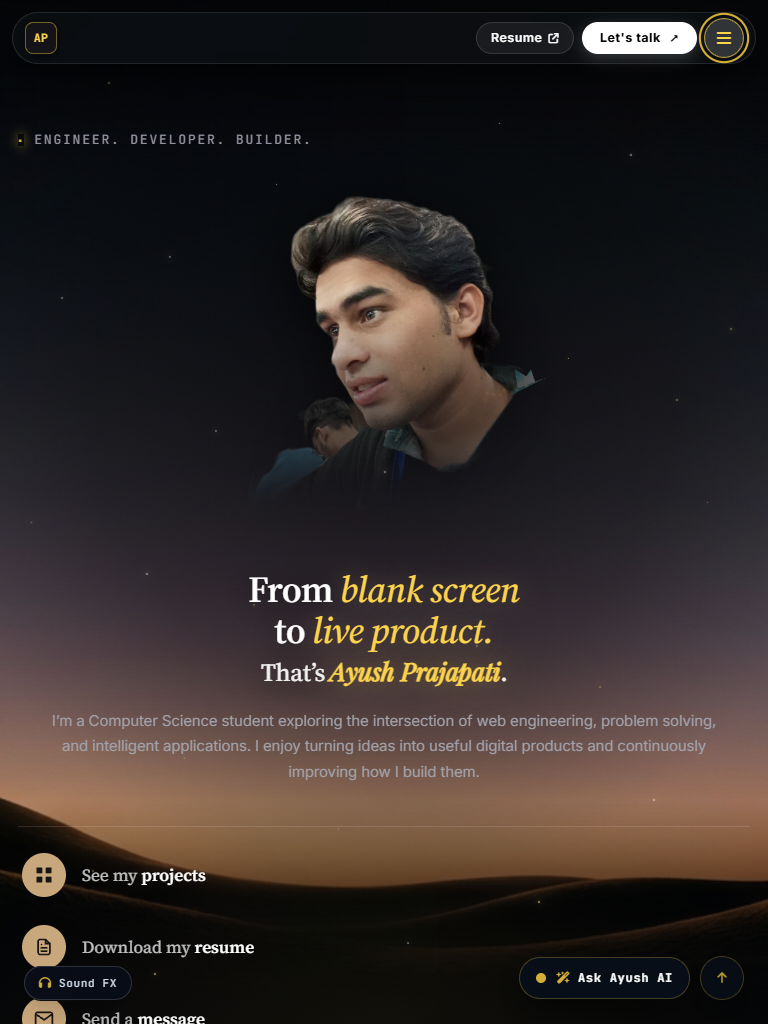 AP
Resume
Let's talk ↗
ENGINEER. DEVELOPER. BUILDER.
From blank screen
to live product.
That's Ayush Prajapati.
I'm a Computer Science student exploring the intersection of web engineering, problem solving,
and intelligent applications. I enjoy turning ideas into useful digital products and continuously
improving how I build them.
See my projects
Download my resume
Sound FX
Ask Ayush AI
Send a message